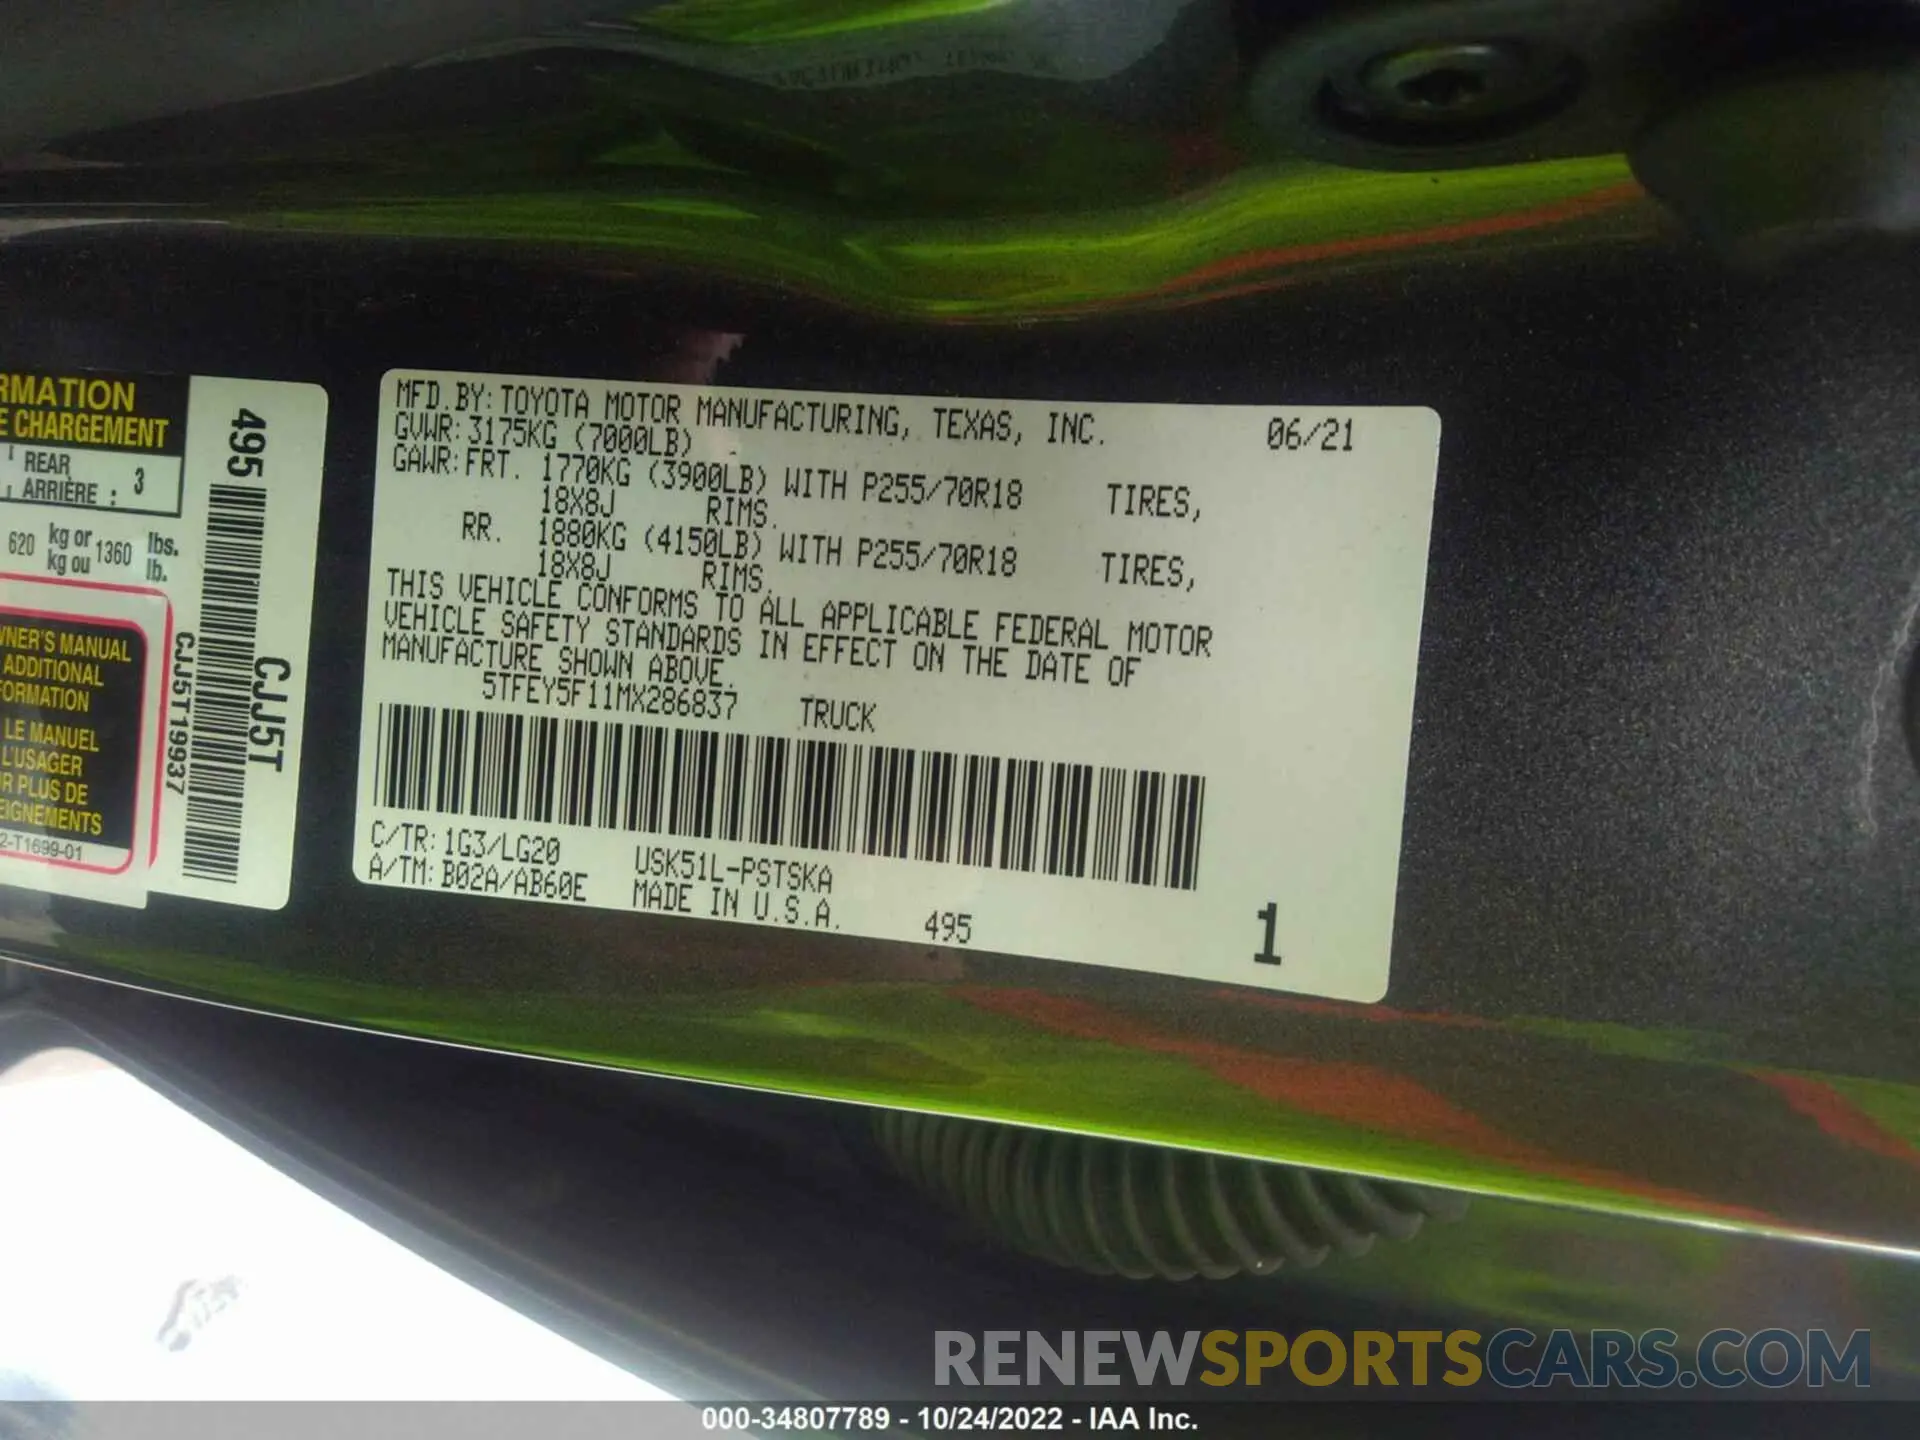 RMATION
E CHARGEMENT
REAR
ARRIÈRE : 3
620 kg or 1360 lbs.
kg ou lb.
WNER'S MANUAL
ADDITIONAL
FORMATION
LE MANUEL
L'USAGER
R PLUS DE
EIGNEMENTS
2-T1699-01
495
CJJ5T
CJJ5T19937
MFD.BY: TOYOTA MOTOR MANUFACTURING, TEXAS, INC. 06/21
GVWR: 3175KG (7000LB)
GAWR: FRT. 1770KG (3900LB) WITH P255/70R18 TIRES,
18X8J RIMS.
RR. 1880KG (4150LB) WITH P255/70R18 TIRES,
18X8J RIMS.
THIS VEHICLE CONFORMS TO ALL APPLICABLE FEDERAL MOTOR
VEHICLE SAFETY STANDARDS IN EFFECT ON THE DATE OF
MANUFACTURE SHOWN ABOVE.
5TFEY5F11MX286837 TRUCK
C/TR: 1G3/LG20 USK51L-PSTSKA
A/TM: B02A/AB60E MADE IN U.S.A. 495
1
RENEWSPORTSCARS.COM
000-34807789 - 10/24/2022 - IAA Inc.